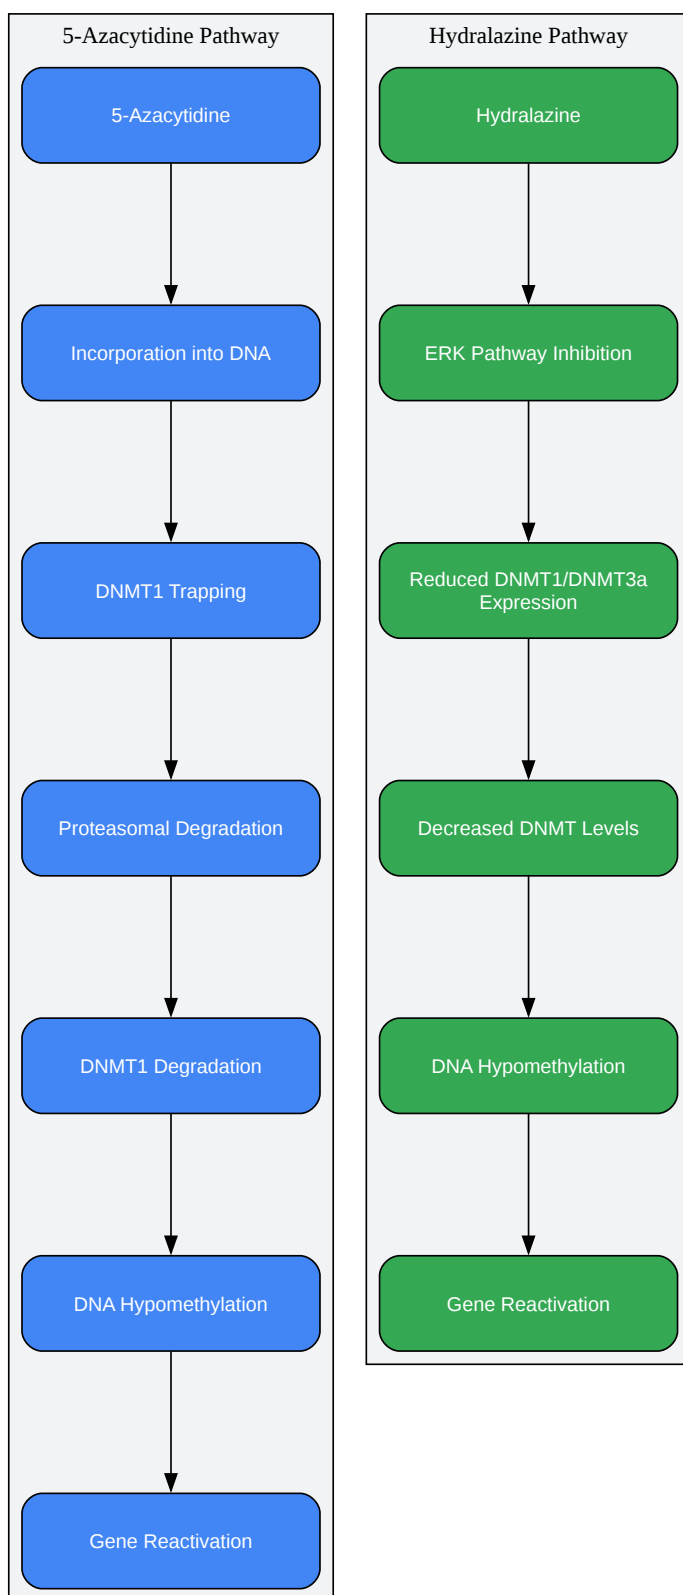 5-Azacytidine Pathway
5-Azacytidine
Incorporation into DNA
DNMT1 Trapping
Proteasomal Degradation
DNMT1 Degradation
DNA Hypomethylation
Gene Reactivation
Hydralazine Pathway
Hydralazine
ERK Pathway Inhibition
Reduced DNMT1/DNMT3a
Expression
Decreased DNMT Levels
DNA Hypomethylation
Gene Reactivation